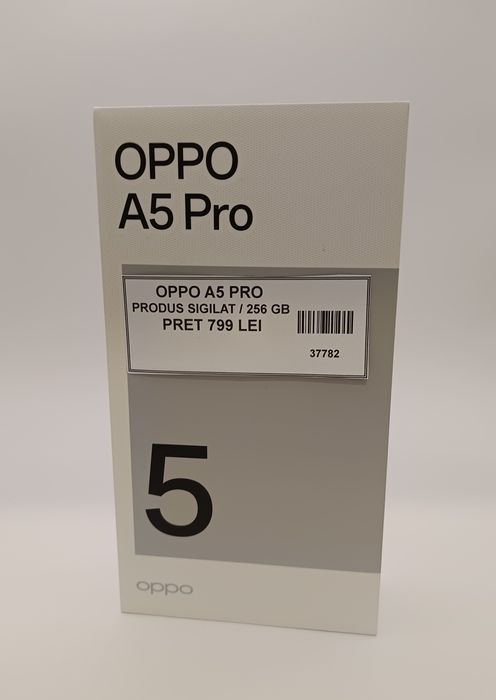 OPPO
A5 Pro
OPPO A5 PRO
PRODUS SIGILAT / 256 GB
PRET 799 LEI
37782
5
oppo